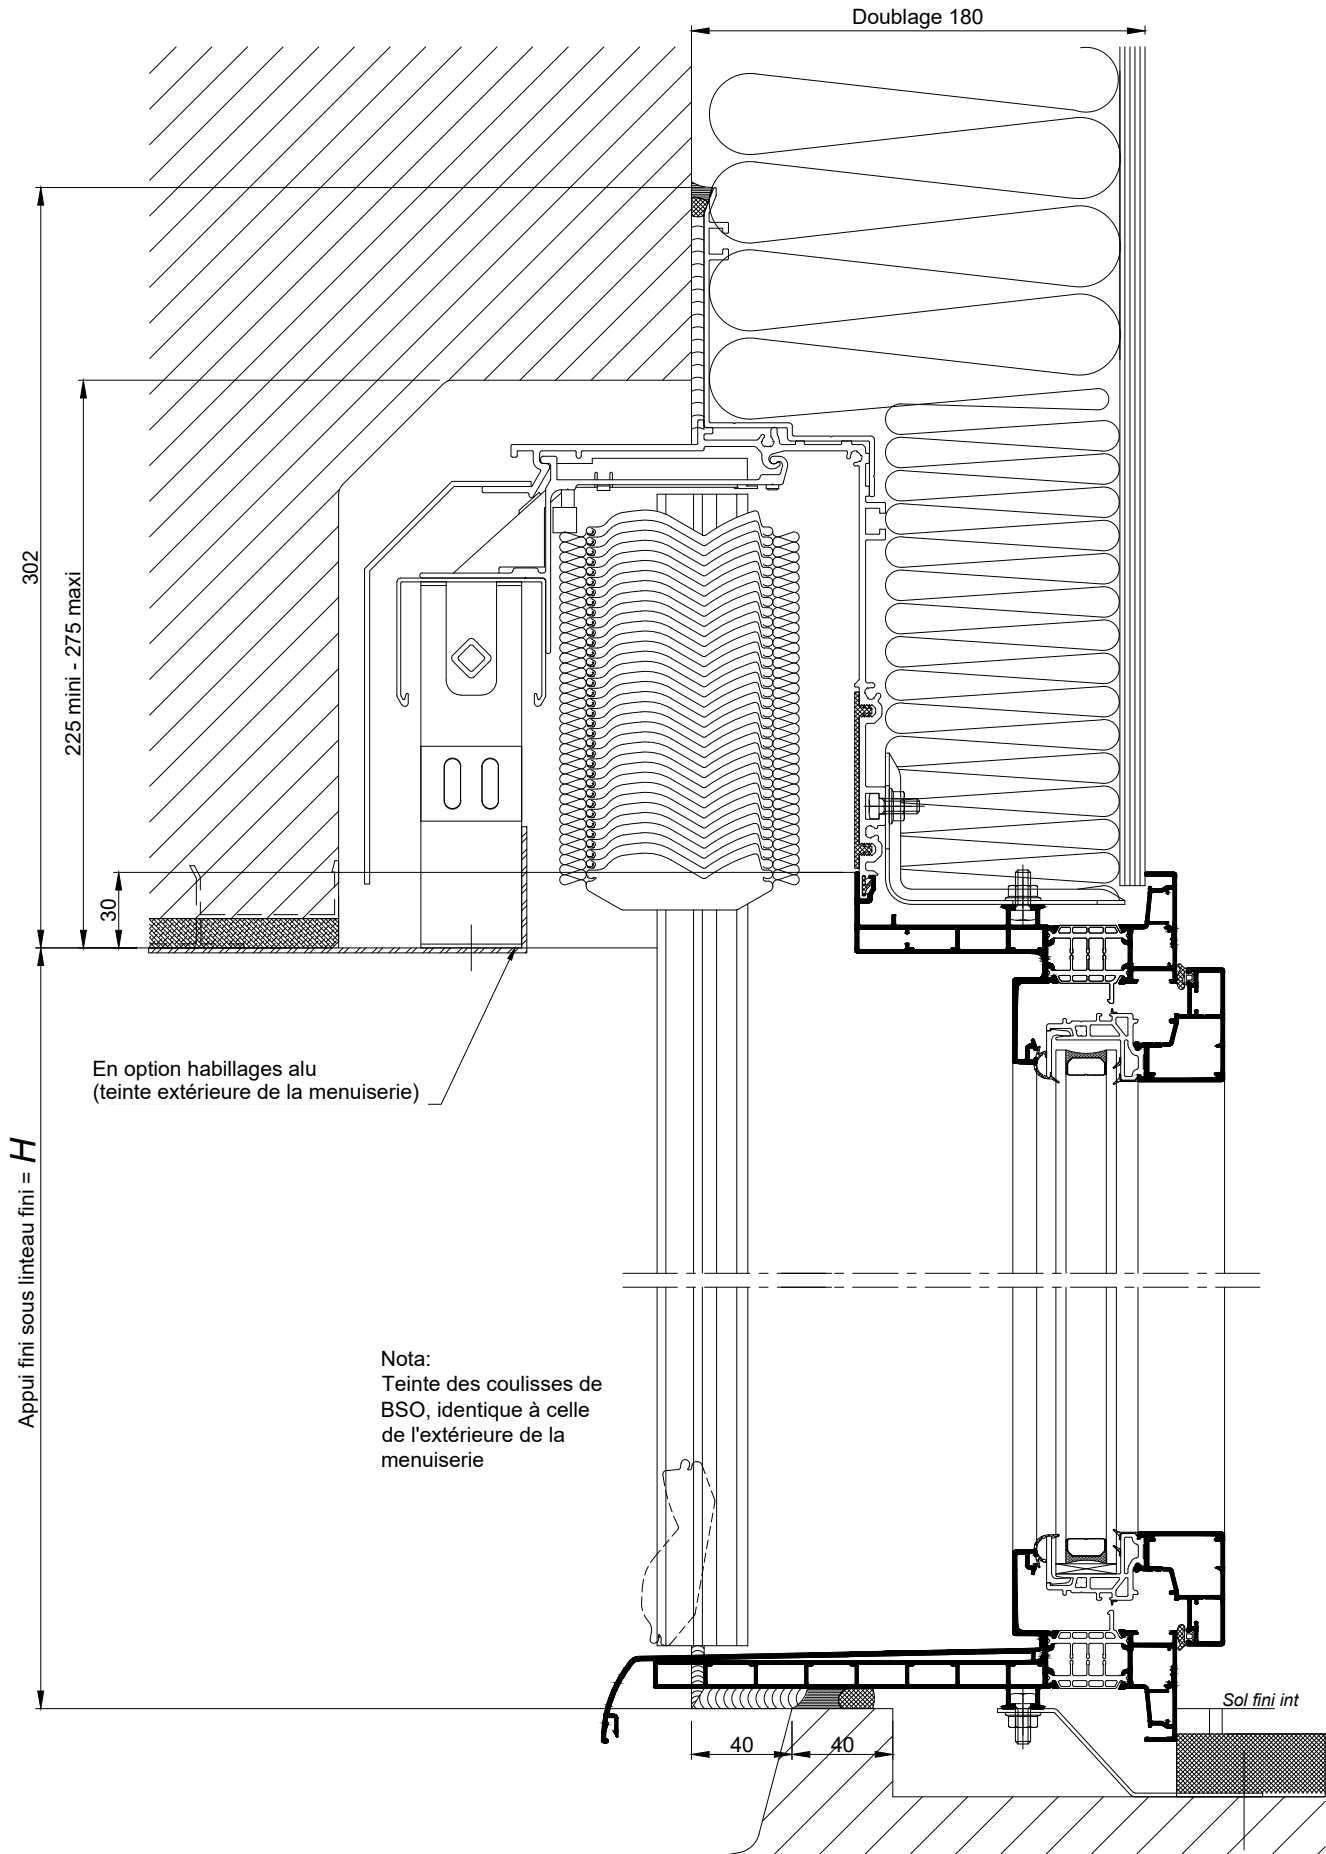 Doublage 180
302
225 mini - 275 maxi
30
En option habillages alu
(teinte extérieure de la menuiserie)
Appui fini sous linteau fini = H
Nota:
Teinte des coulisses de
BSO, identique à celle
de l'extérieure de la
menuiserie
Sol fini int
40
40